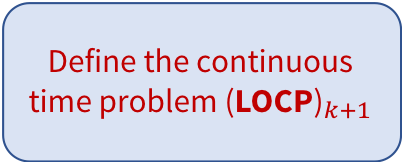 Define the continuous
time problem (LOCP)ₖ₊₁